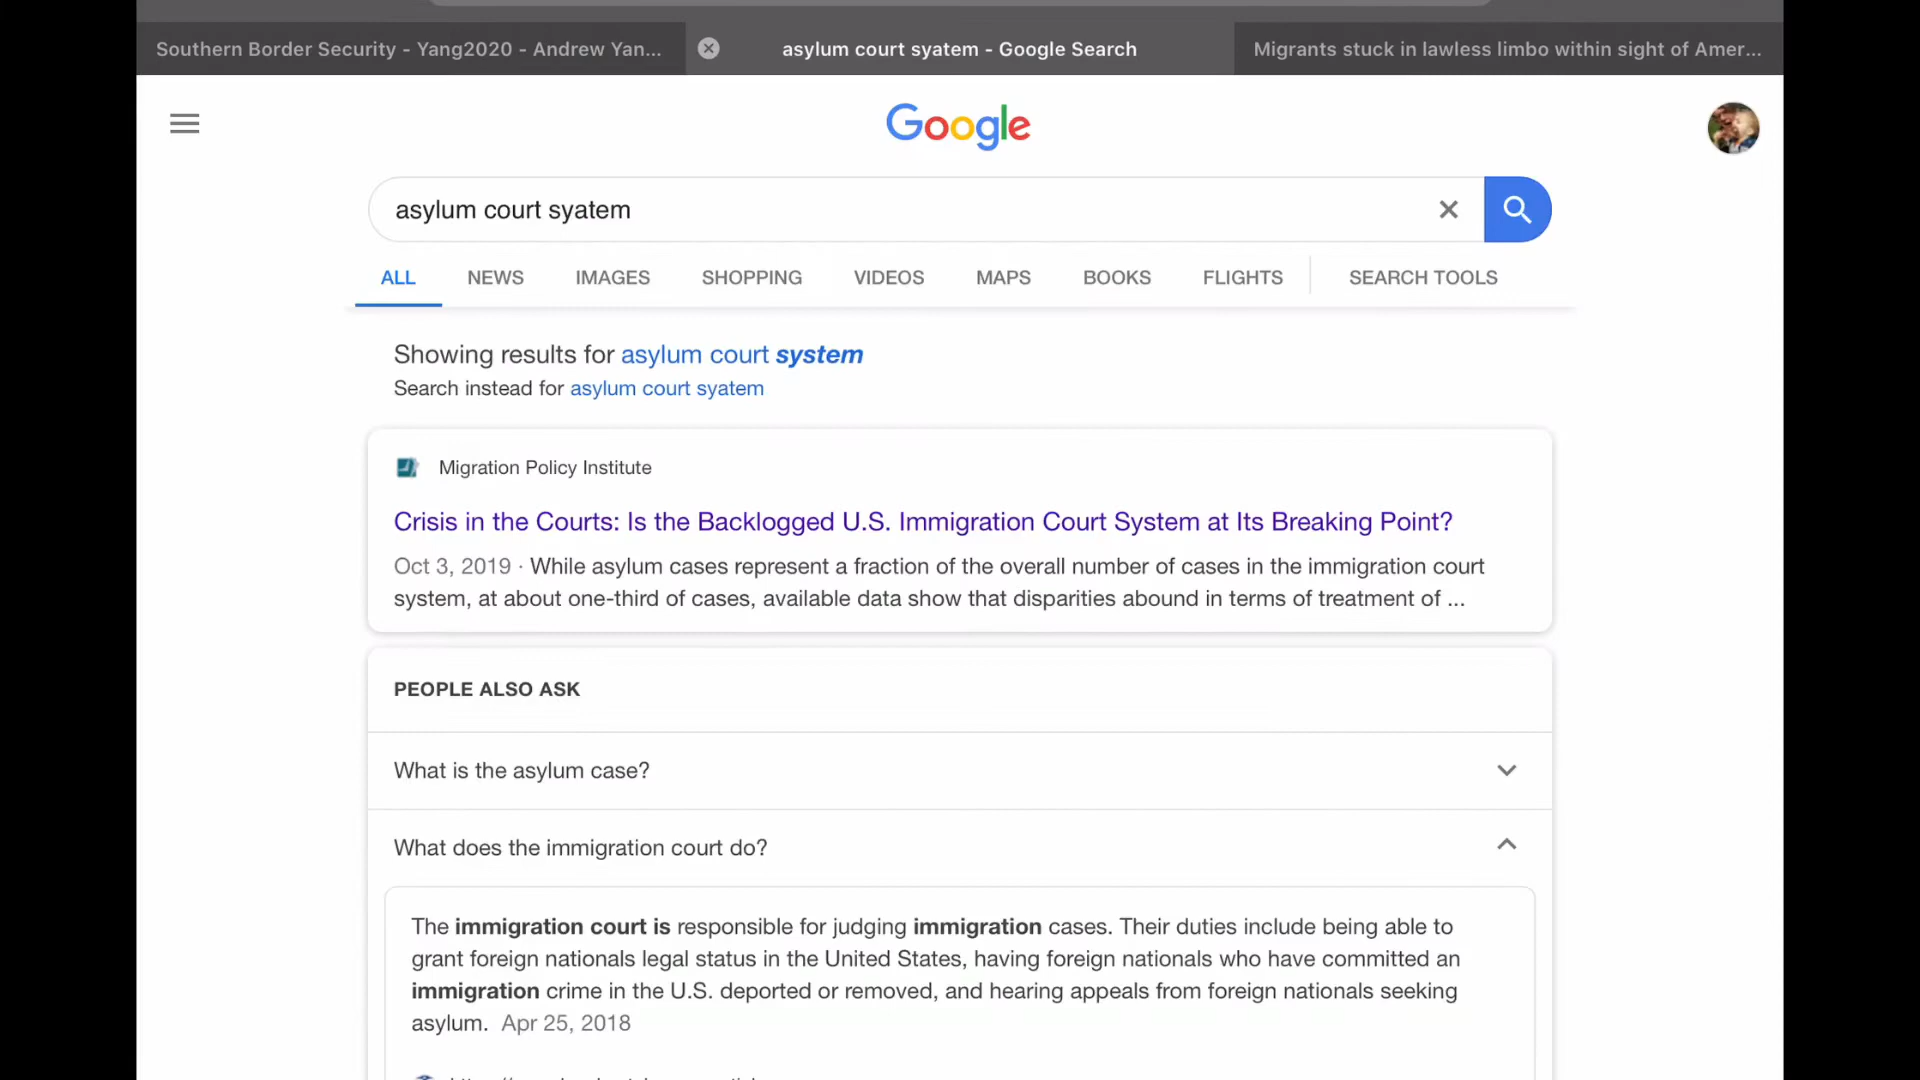 Southern Border Security - Yang2020 - Andrew Yan...
asylum court syatem - Google Search
Migrants stuck in lawless limbo within sight of Amer...
Google
asylum court syatem
ALL NEWS IMAGES SHOPPING VIDEOS MAPS BOOKS FLIGHTS SEARCH TOOLS
Showing results for asylum court system
Search instead for asylum court syatem
Migration Policy Institute
Crisis in the Courts: Is the Backlogged U.S. Immigration Court System at Its Breaking Point?
Oct 3, 2019 · While asylum cases represent a fraction of the overall number of cases in the immigration court
system, at about one-third of cases, available data show that disparities abound in terms of treatment of ...
PEOPLE ALSO ASK
What is the asylum case?
What does the immigration court do?
The immigration court is responsible for judging immigration cases. Their duties include being able to
grant foreign nationals legal status in the United States, having foreign nationals who have committed an
immigration crime in the U.S. deported or removed, and hearing appeals from foreign nationals seeking
asylum. Apr 25, 2018